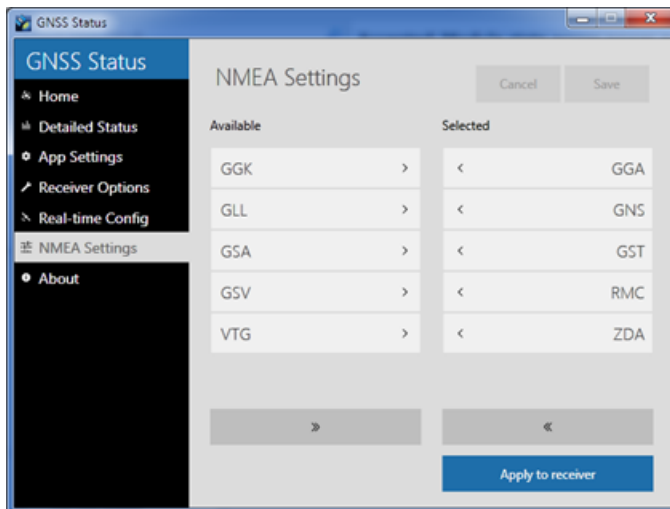 GNSS Status
GNSS Status
Home
Detailed Status
App Settings
Receiver Options
Real-time Config
NMEA Settings
About
NMEA Settings
Cancel
Save
Available
Selected
GGK >
< GGA
GLL >
< GNS
GSA >
< GST
GSV >
< RMC
VTG >
< ZDA
»
«
Apply to receiver